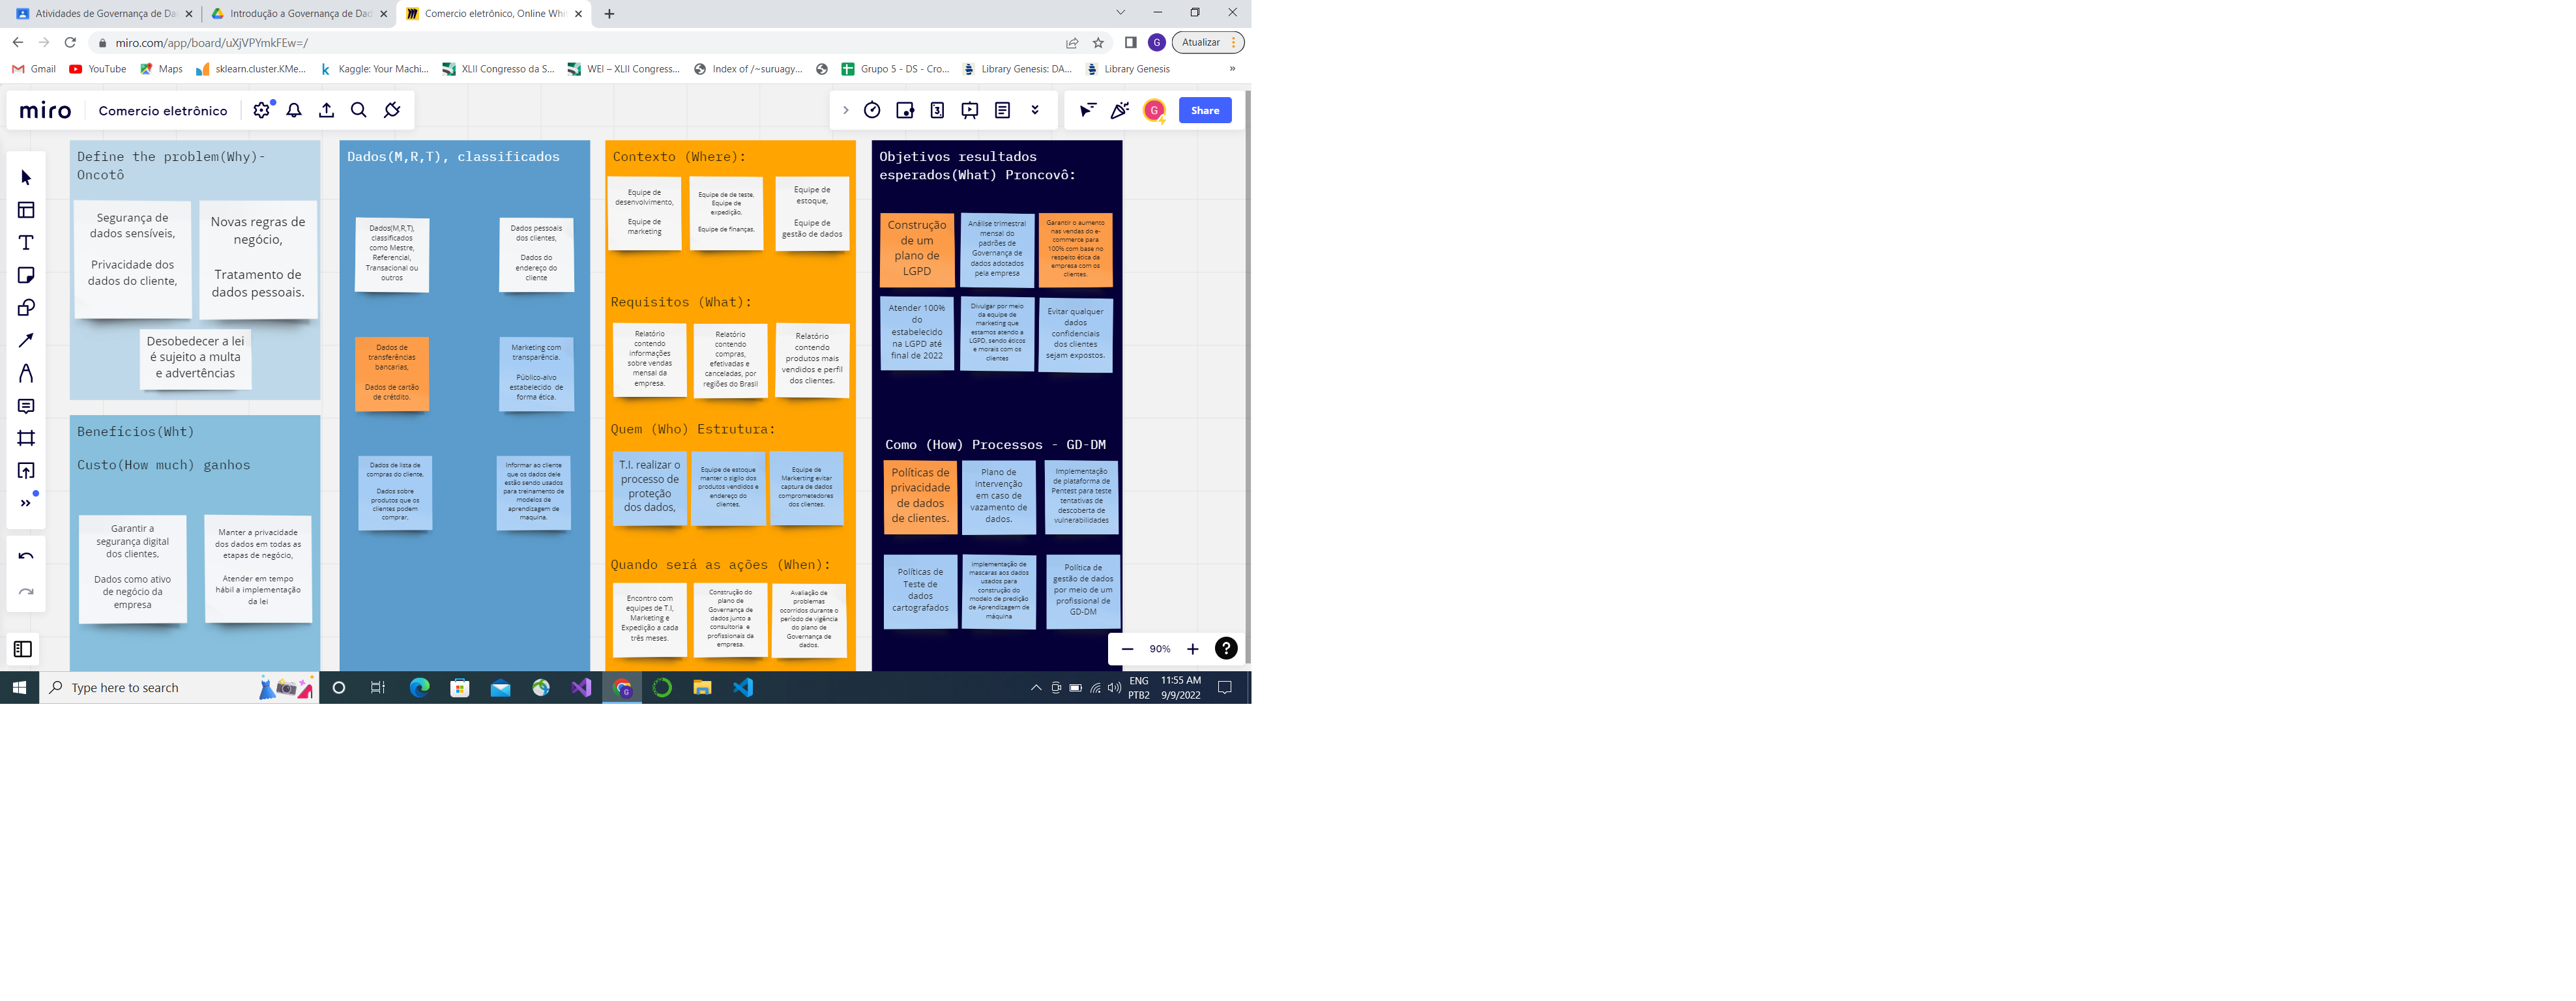 Atividades de Governança de Da
Introdução a Governança de Dad
Comercio eletrônico, Online Whit
miro.com/app/board/uXjVPYmkFEw=/
G
Atualizar
Gmail
YouTube
Maps
sklearn.cluster.KMe...
Kaggle: Your Machi...
XLII Congresso da S...
WEI – XLII Congress...
Index of /~suruagy...
Grupo 5 - DS - Cro...
Library Genesis: DA...
Library Genesis
»
miro
Comercio eletrônico
3
G
Share
Define the problem(Why)-
Oncotô
Segurança de
dados sensíveis,
Privacidade dos
dados do cliente,
Novas regras de
negócio,
Tratamento de
dados pessoais.
Desobedecer a lei
é sujeito a multa
e advertências
Benefícios(Wht)
Custo(How much) ganhos
Garantir a
segurança digital
dos clientes,
Dados como ativo
de negócio da
empresa
Manter a privacidade
dos dados em todas as
etapas de negócio,
Atender em tempo
hábil a implementação
da lei
Dados(M,R,T), classificados
Dados(M,R,T),
classificados
como Mestre,
Referencial,
Transacional ou
outros
Dados pessoais
dos clientes,
Dados do
endereço do
cliente
Dados de
transferências
bancarias,
Dados de cartão
de crétdito.
Marketing com
transparência.
Público-alvo
estabelecido de
forma ética.
Dados de lista de
compras do cliente,
Dados sobre
produtos que os
clientes podem
comprar.
Informar ao cliente
que os dados dele
estão sendo usados
para treinamento de
modelos de
aprendizagem de
maquina.
Contexto (Where):
Equipe de
desenvolvimento,
Equipe de
marketing
Equipe de de teste,
Equipe de
expedição,
Equipe de finanças.
Equipe de
estoque,
Equipe de
gestão de dados
Requisitos (What):
Relatório
contendo
informações
sobre vendas
mensal da
empresa.
Relatório
contendo
compras,
efetivadas e
canceladas, por
regiões do Brasil
Relatório
contendo
produtos mais
vendidos e perfil
dos clientes.
Quem (Who) Estrutura:
T.I. realizar o
processo de
proteção
dos dados,
Equipe de estoque
manter o sigilo dos
produtos vendidos e
endereço do
clientes.
Equipe de
Markerting evitar
captura de dados
comprometedores
dos clientes.
Quando será as ações (When):
Encontro com
equipes de T.I,
Marketing e
Expedição a cada
três meses.
Construção do
plano de
Governança de
dados junto a
consultoria e
profissionais da
empresa.
Avaliação de
problemas
ocorridos durante o
período de vigência
do plano de
Governança de
dados.
Objetivos resultados
esperados(What) Proncovô:
Construção
de um
plano de
LGPD
Análise trimestral
mensal do
padrões de
Governança de
dados adotados
pela empresa
Garantir o aumento
nas vendas do e-
commerce para
100% com base no
respeito ética da
empresa com os
clientes.
Atender 100%
do
estabelecido
na LGPD até
final de 2022
Divulgar por meio
da equipe de
marketing que
estamos atendo a
LGPD, sendo éticos
e morais com os
clientes
Evitar qualquer
dados
confidenciais
dos clientes
sejam expostos.
Como (How) Processos - GD-DM
Políticas de
privacidade
de dados
de clientes.
Plano de
intervenção
em caso de
vazamento de
dados.
Implementação
de plataforma de
Pentest para teste
tentativas de
descoberta de
vulnerabilidades
Políticas de
Teste de
dados
cartografados
implementação de
mascaras aos dados
usados para
construção do
modelo de predição
de Aprendizagem de
máquina
Política de
gestão de dados
por meio de um
profissional de
GD-DM
90%
?
Type here to search
ENG
PTB2
11:55 AM
9/9/2022